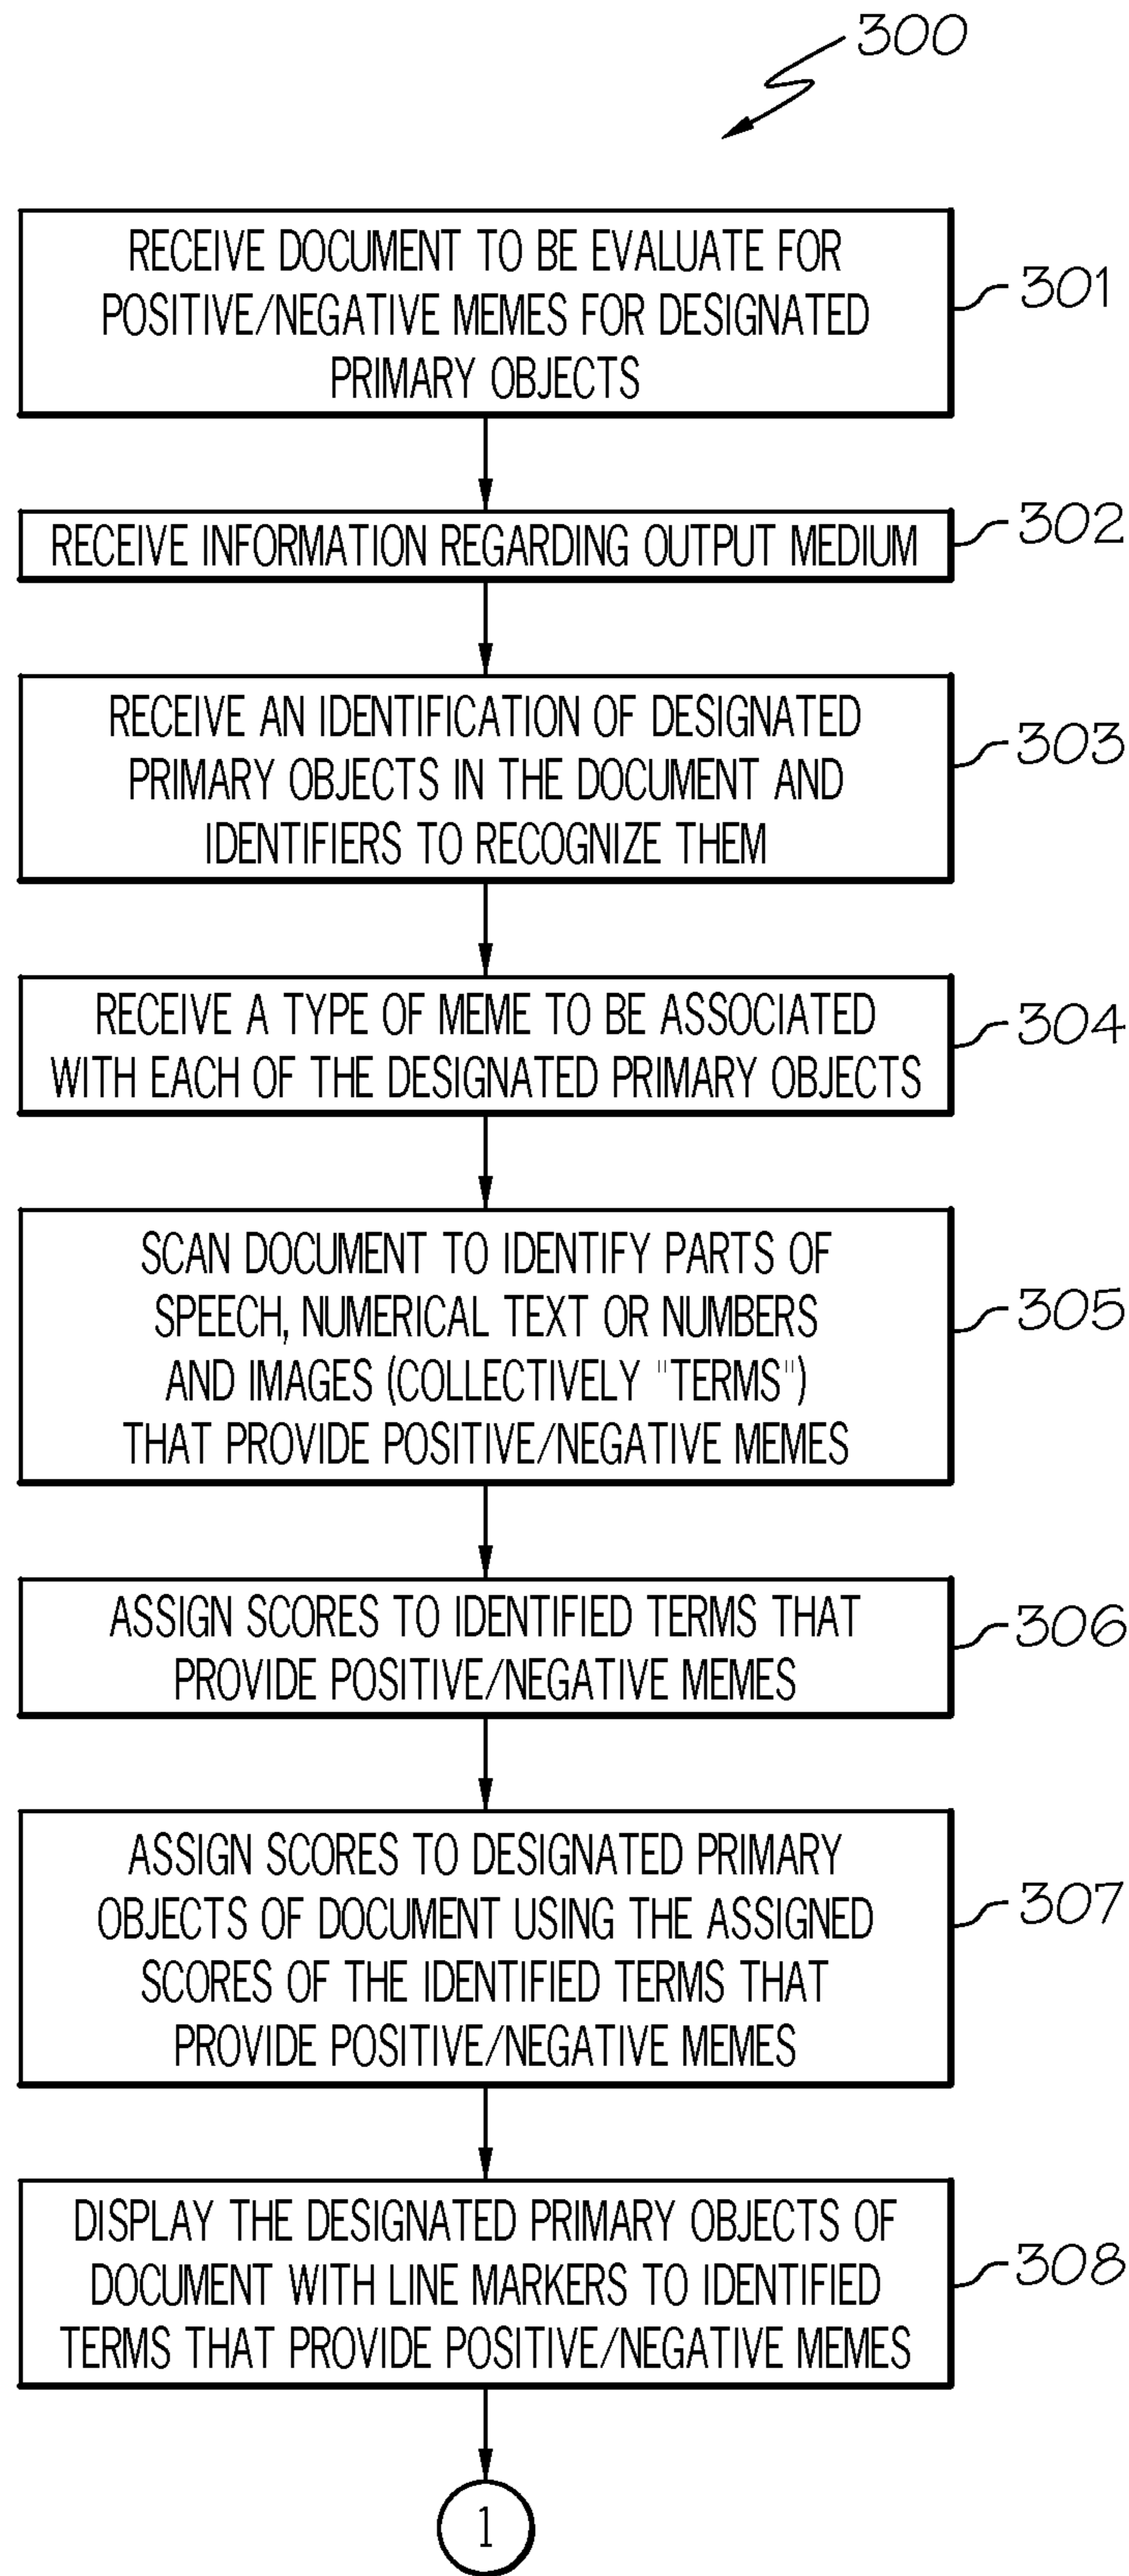 300
RECEIVE DOCUMENT TO BE EVALUATE FOR
POSITIVE/NEGATIVE MEMES FOR DESIGNATED
PRIMARY OBJECTS
301
RECEIVE INFORMATION REGARDING OUTPUT MEDIUM
302
RECEIVE AN IDENTIFICATION OF DESIGNATED
PRIMARY OBJECTS IN THE DOCUMENT AND
IDENTIFIERS TO RECOGNIZE THEM
303
RECEIVE A TYPE OF MEME TO BE ASSOCIATED
WITH EACH OF THE DESIGNATED PRIMARY OBJECTS
304
SCAN DOCUMENT TO IDENTIFY PARTS OF
SPEECH, NUMERICAL TEXT OR NUMBERS
AND IMAGES (COLLECTIVELY "TERMS")
THAT PROVIDE POSITIVE/NEGATIVE MEMES
305
ASSIGN SCORES TO IDENTIFIED TERMS THAT
PROVIDE POSITIVE/NEGATIVE MEMES
306
ASSIGN SCORES TO DESIGNATED PRIMARY
OBJECTS OF DOCUMENT USING THE ASSIGNED
SCORES OF THE IDENTIFIED TERMS THAT
PROVIDE POSITIVE/NEGATIVE MEMES
307
DISPLAY THE DESIGNATED PRIMARY OBJECTS OF
DOCUMENT WITH LINE MARKERS TO IDENTIFIED
TERMS THAT PROVIDE POSITIVE/NEGATIVE MEMES
308
1